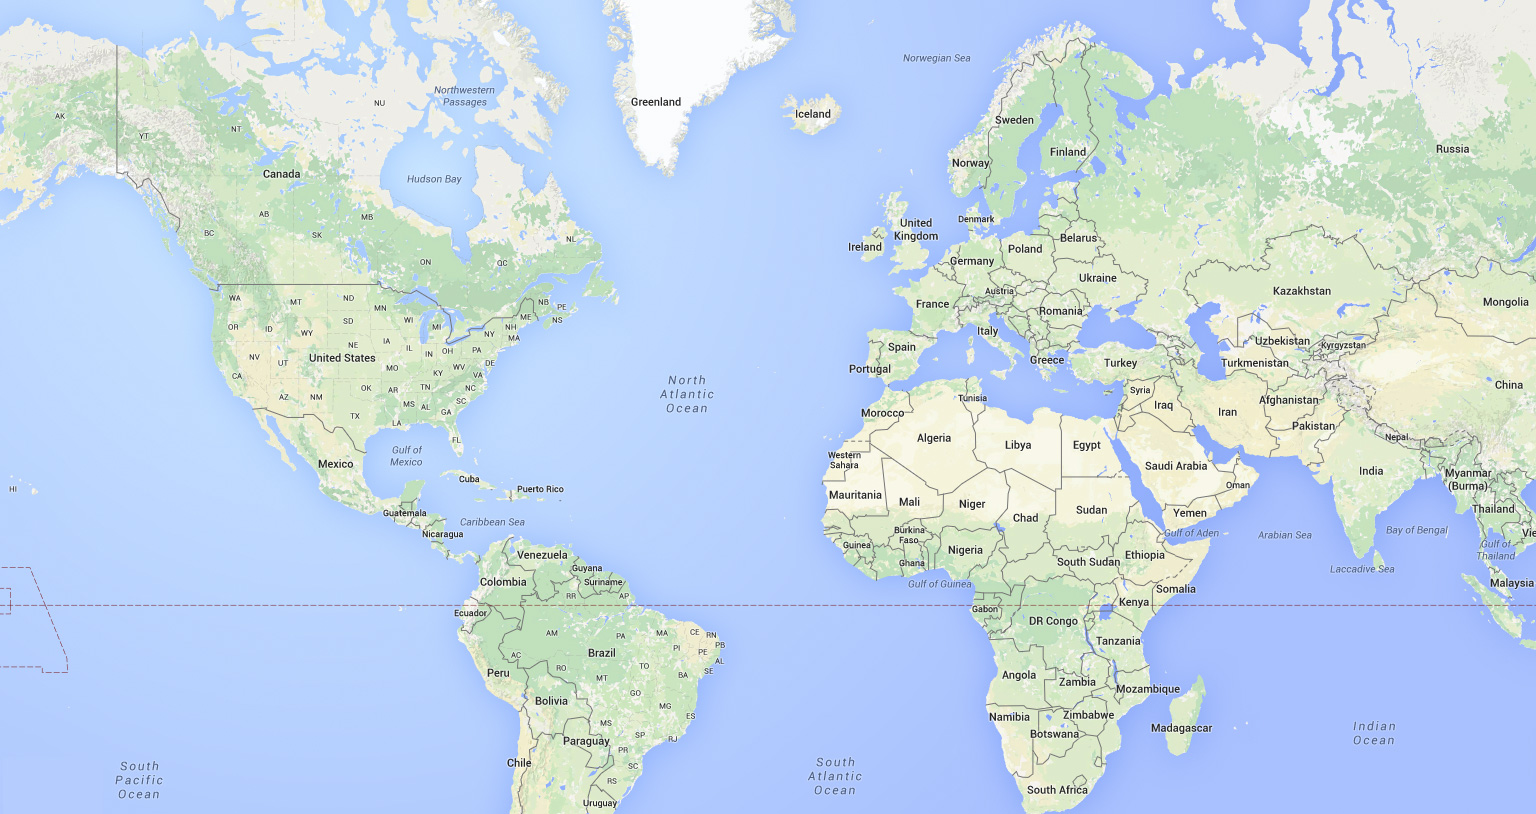 Norwegian Sea
Northwestern
Passages
NU
Greenland
Iceland
AK
YT
NT
Sweden
Finland
Norway
Russia
Canada
Hudson Bay
AB
MB
SK
BC
NL
ON
QC
Denmark
United
Kingdom
Ireland
Belarus
Poland
Germany
Ukraine
Austria
France
Romania
Kazakhstan
Mongolia
WA
MT
ND
MN
SD
WI
MI
OR
ID
WY
NE
IA
NB
PE
NS
ME
NH
NY
MA
Italy
Spain
Portugal
Greece
Turkey
Uzbekistan
Kyrgyzstan
Turkmenistan
China
NV
UT
United States
IL
IN
OH
PA
DE
CA
MO
KY
WV
VA
AZ
NM
OK
AR
TN
NC
SC
MS
AL
GA
TX
LA
FL
North
Atlantic
Ocean
Tunisia
Syria
Iraq
Iran
Afghanistan
Pakistan
Nepal
Morocco
Algeria
Libya
Egypt
Western
Sahara
Saudi Arabia
Oman
India
Myanmar
(Burma)
Gulf of
Mexico
Mexico
HI
Cuba
Puerto Rico
Mauritania
Mali
Niger
Chad
Sudan
Yemen
Thailand
Guatemala
Caribbean Sea
Nicaragua
Guinea
Burkina
Faso
Ghana
Nigeria
Gulf of Aden
Arabian Sea
Bay of Bengal
Vie
Gulf of
Thailand
Venezuela
Guyana
Suriname
Colombia
Ethiopia
South Sudan
Somalia
Laccadive Sea
Malaysia
Gulf of Guinea
RR
AP
Ecuador
Gabon
DR Congo
Kenya
Tanzania
AM
PA
MA
CE
RN
PB
PI
PE
AL
SE
AC
Brazil
RO
TO
BA
MT
Peru
Bolivia
GO
MG
ES
MS
SP
RJ
Paraguay
PR
SC
RS
Chile
Uruguay
Angola
Zambia
Mozambique
Namibia
Zimbabwe
Botswana
Madagascar
South Africa
South
Pacific
Ocean
South
Atlantic
Ocean
Indian
Ocean